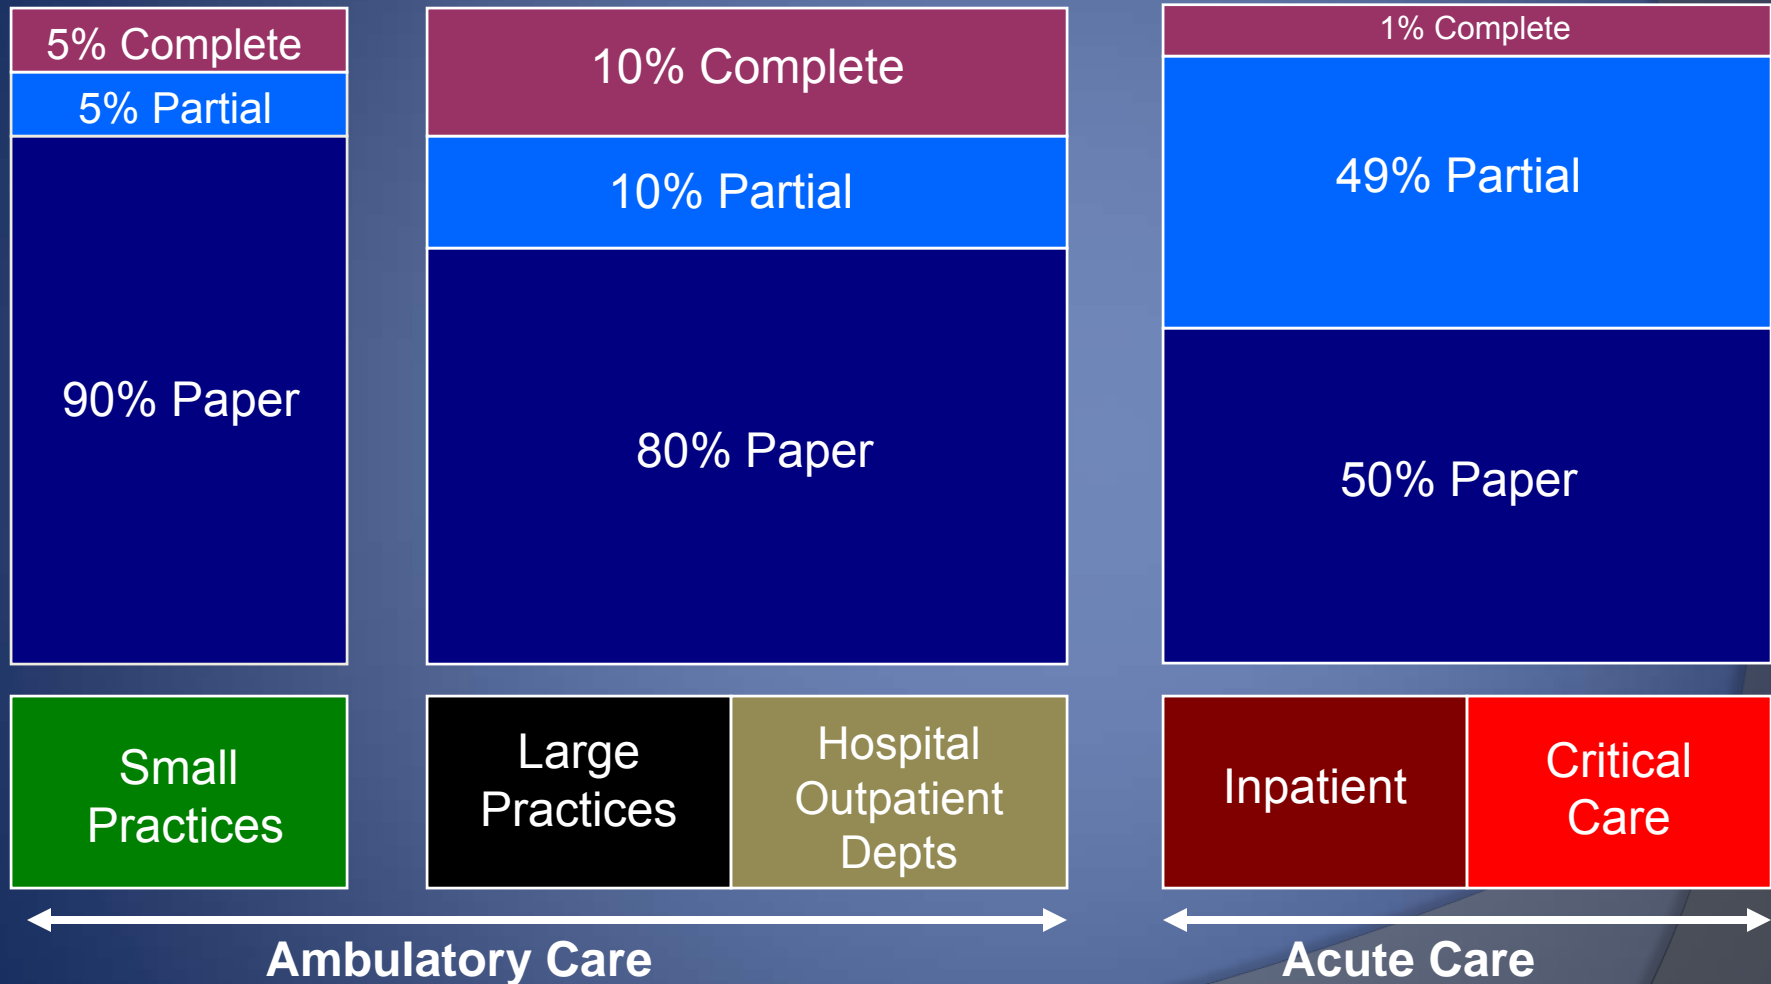 5% Complete
5% Partial
90% Paper
10% Complete
10% Partial
80% Paper
1% Complete
49% Partial
50% Paper
Small
Practices
Large
Practices
Hospital
Outpatient
Depts
Inpatient
Critical
Care
Ambulatory Care
Acute Care